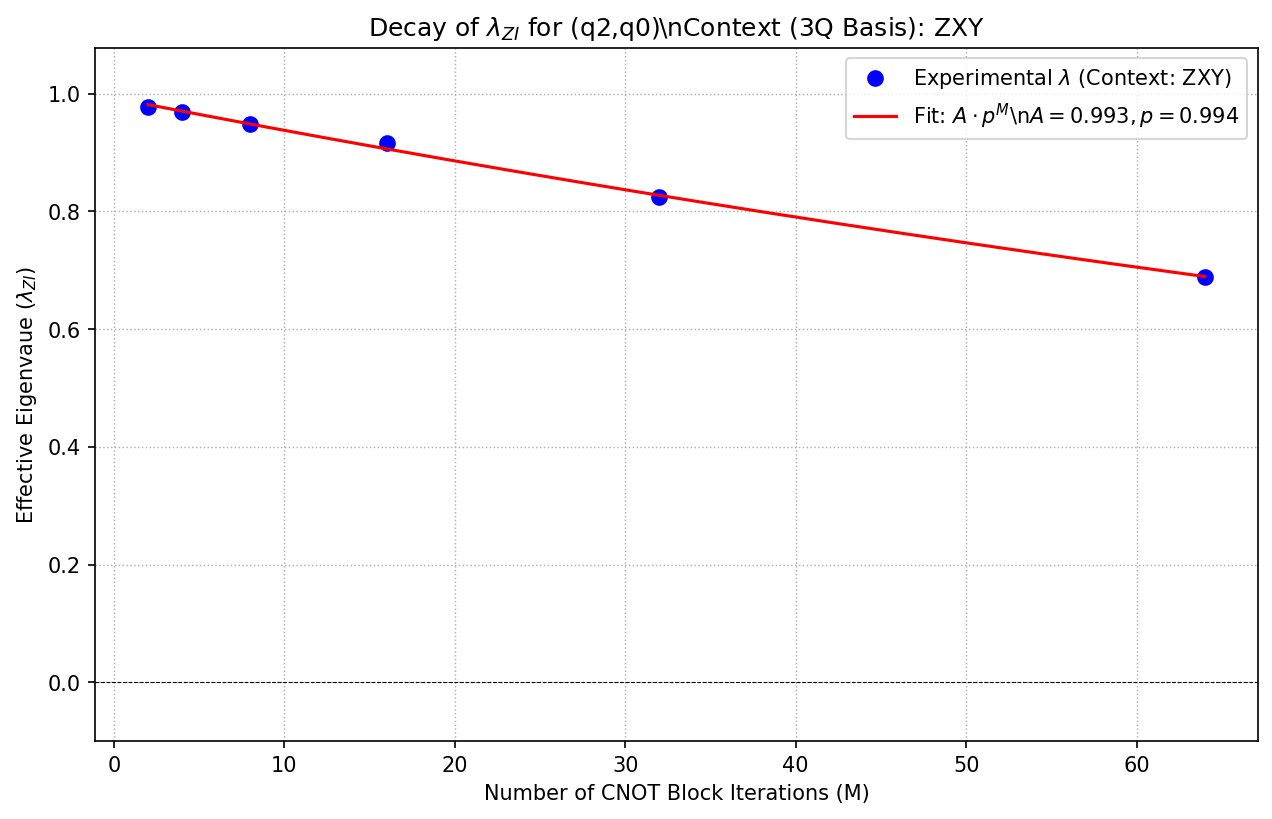 Decay of λ_ZI for (q2,q0)\nContext (3Q Basis): ZXY
Experimental λ (Context: ZXY)
Fit: A · p^M\nA = 0.993, p = 0.994
Effective Eigenvaue (λ_ZI)
1.0
0.8
0.6
0.4
0.2
0.0
0 10 20 30 40 50 60
Number of CNOT Block Iterations (M)